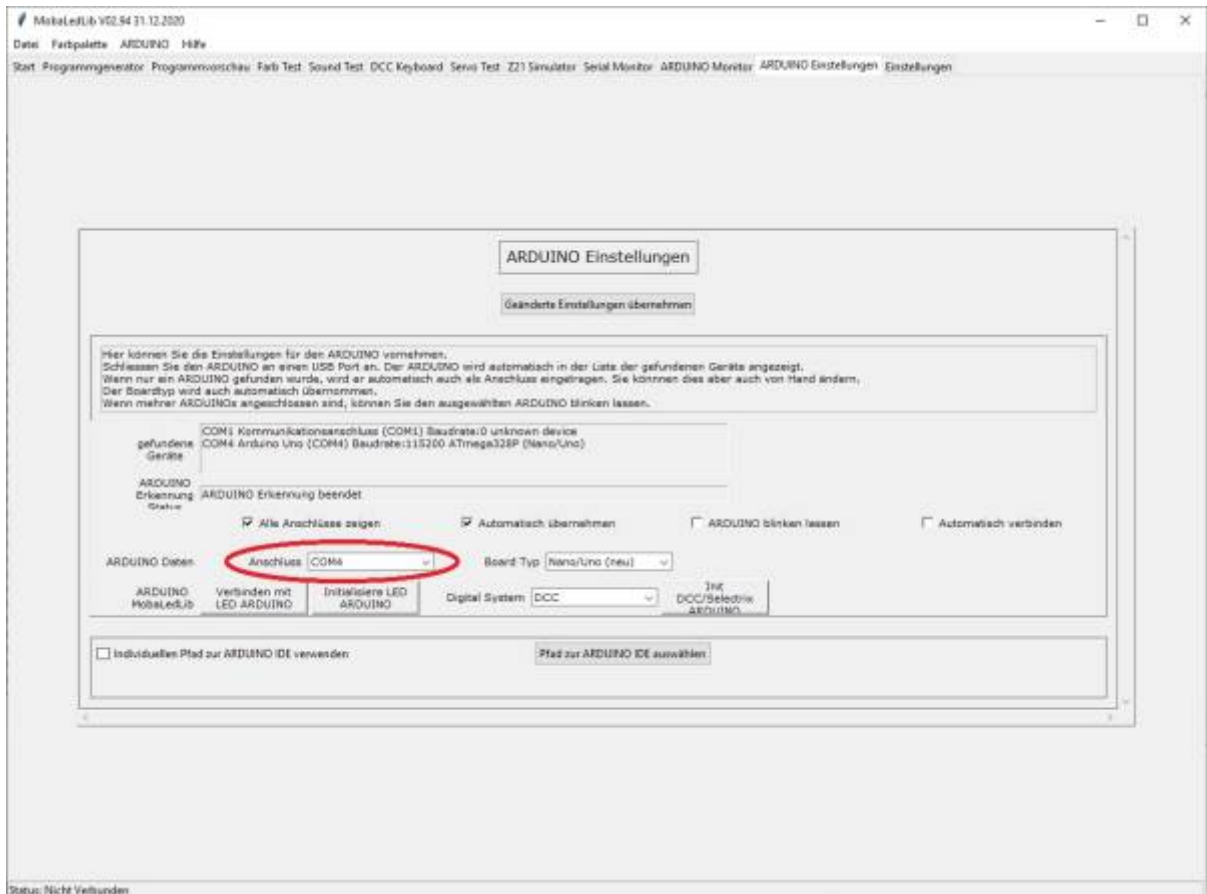 MobaLedLib V02.94 31.12.2020
Datei Farbpalette ARDUINO Hilfe
Start Programmgenerator Programmvorschau Farb Test Sound Test DCC Keyboard Servo Test Z21 Simulator Serial Monitor ARDUINO Monitor ARDUINO Einstellungen Einstellungen
ARDUINO Einstellungen
Geänderte Einstellungen übernehmen
Hier können Sie die Einstellungen für den ARDUINO vornehmen.
Schliessen Sie den ARDUINO an einen USB Port an. Der ARDUINO wird automatisch in der Liste der gefundenen Geräte angezeigt.
Wenn nur ein ARDUINO gefunden wurde, wird er automatisch auch als Anschluss eingetragen. Sie könnnen dies aber auch von Hand ändern.
Der Boardtyp wird auch automatisch übernommen.
Wenn mehrer ARDUINOs angeschlossen sind, können Sie den ausgewählten ARDUINO blinken lassen.
gefundene Geräte
COM1 Kommunikationsanschluss (COM1) Baudrate:0 unknown device
COM4 Arduino Uno (COM4) Baudrate:115200 ATmega328P (Nano/Uno)
ARDUINO Erkennung Status
ARDUINO Erkennung beendet
Alle Anschlüsse zeigen Automatisch übernehmen ARDUINO blinken lassen Automatisch verbinden
ARDUINO Daten Anschluss COM4 Board Typ Nano/Uno (neu)
ARDUINO MobaLedLib Verbinden mit LED ARDUINO Initialisiere LED ARDUINO Digital System DCC Init DCC/Selectrix ARDUINO
Individuellen Pfad zur ARDUINO IDE verwenden Pfad zur ARDUINO IDE auswählen
Status: Nicht Verbunden